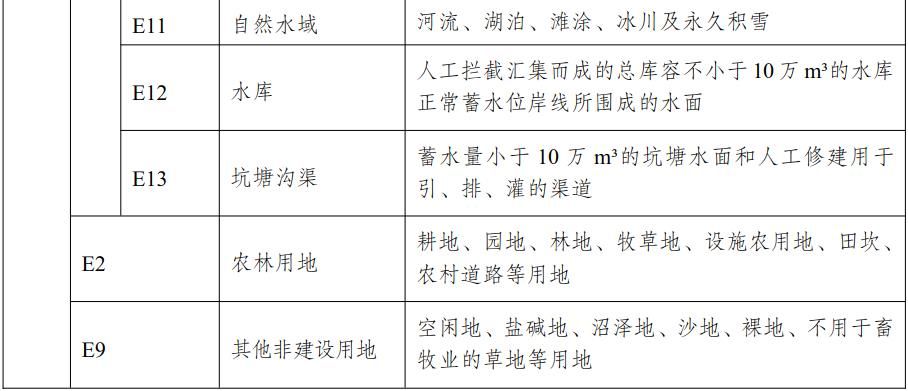 E11 自然水域 河流、湖泊、滩涂、冰川及永久积雪
E12 水库 人工拦截汇集而成的总库容不小于 10 万 m³的水库
正常蓄水位岸线所围成的水面
E13 坑塘沟渠 蓄水量小于 10 万 m³的坑塘水面和人工修建用于
引、排、灌的渠道
E2 农林用地 耕地、园地、林地、牧草地、设施农用地、田坎、
农村道路等用地
E9 其他非建设用地 空闲地、盐碱地、沼泽地、沙地、裸地、不用于畜
牧业的草地等用地